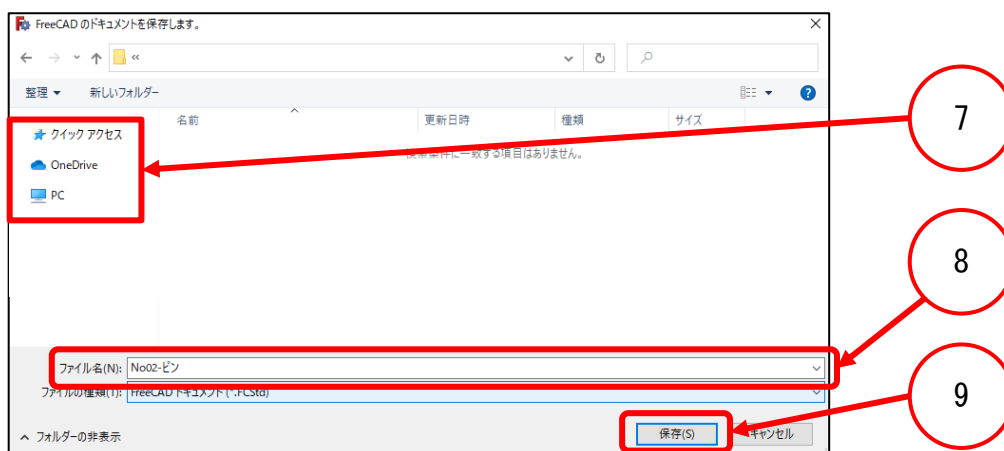 FreeCAD のドキュメントを保存します。
«
整理
新しいフォルダー
名前 更新日時 種類 サイズ
クイック アクセス
検索条件に一致する項目はありません。
OneDrive
PC
7
8
ファイル名(N): No02-ピン
ファイルの種類(T): FreeCAD ドキュメント (*.FCStd)
9
保存(S) キャンセル
フォルダーの非表示